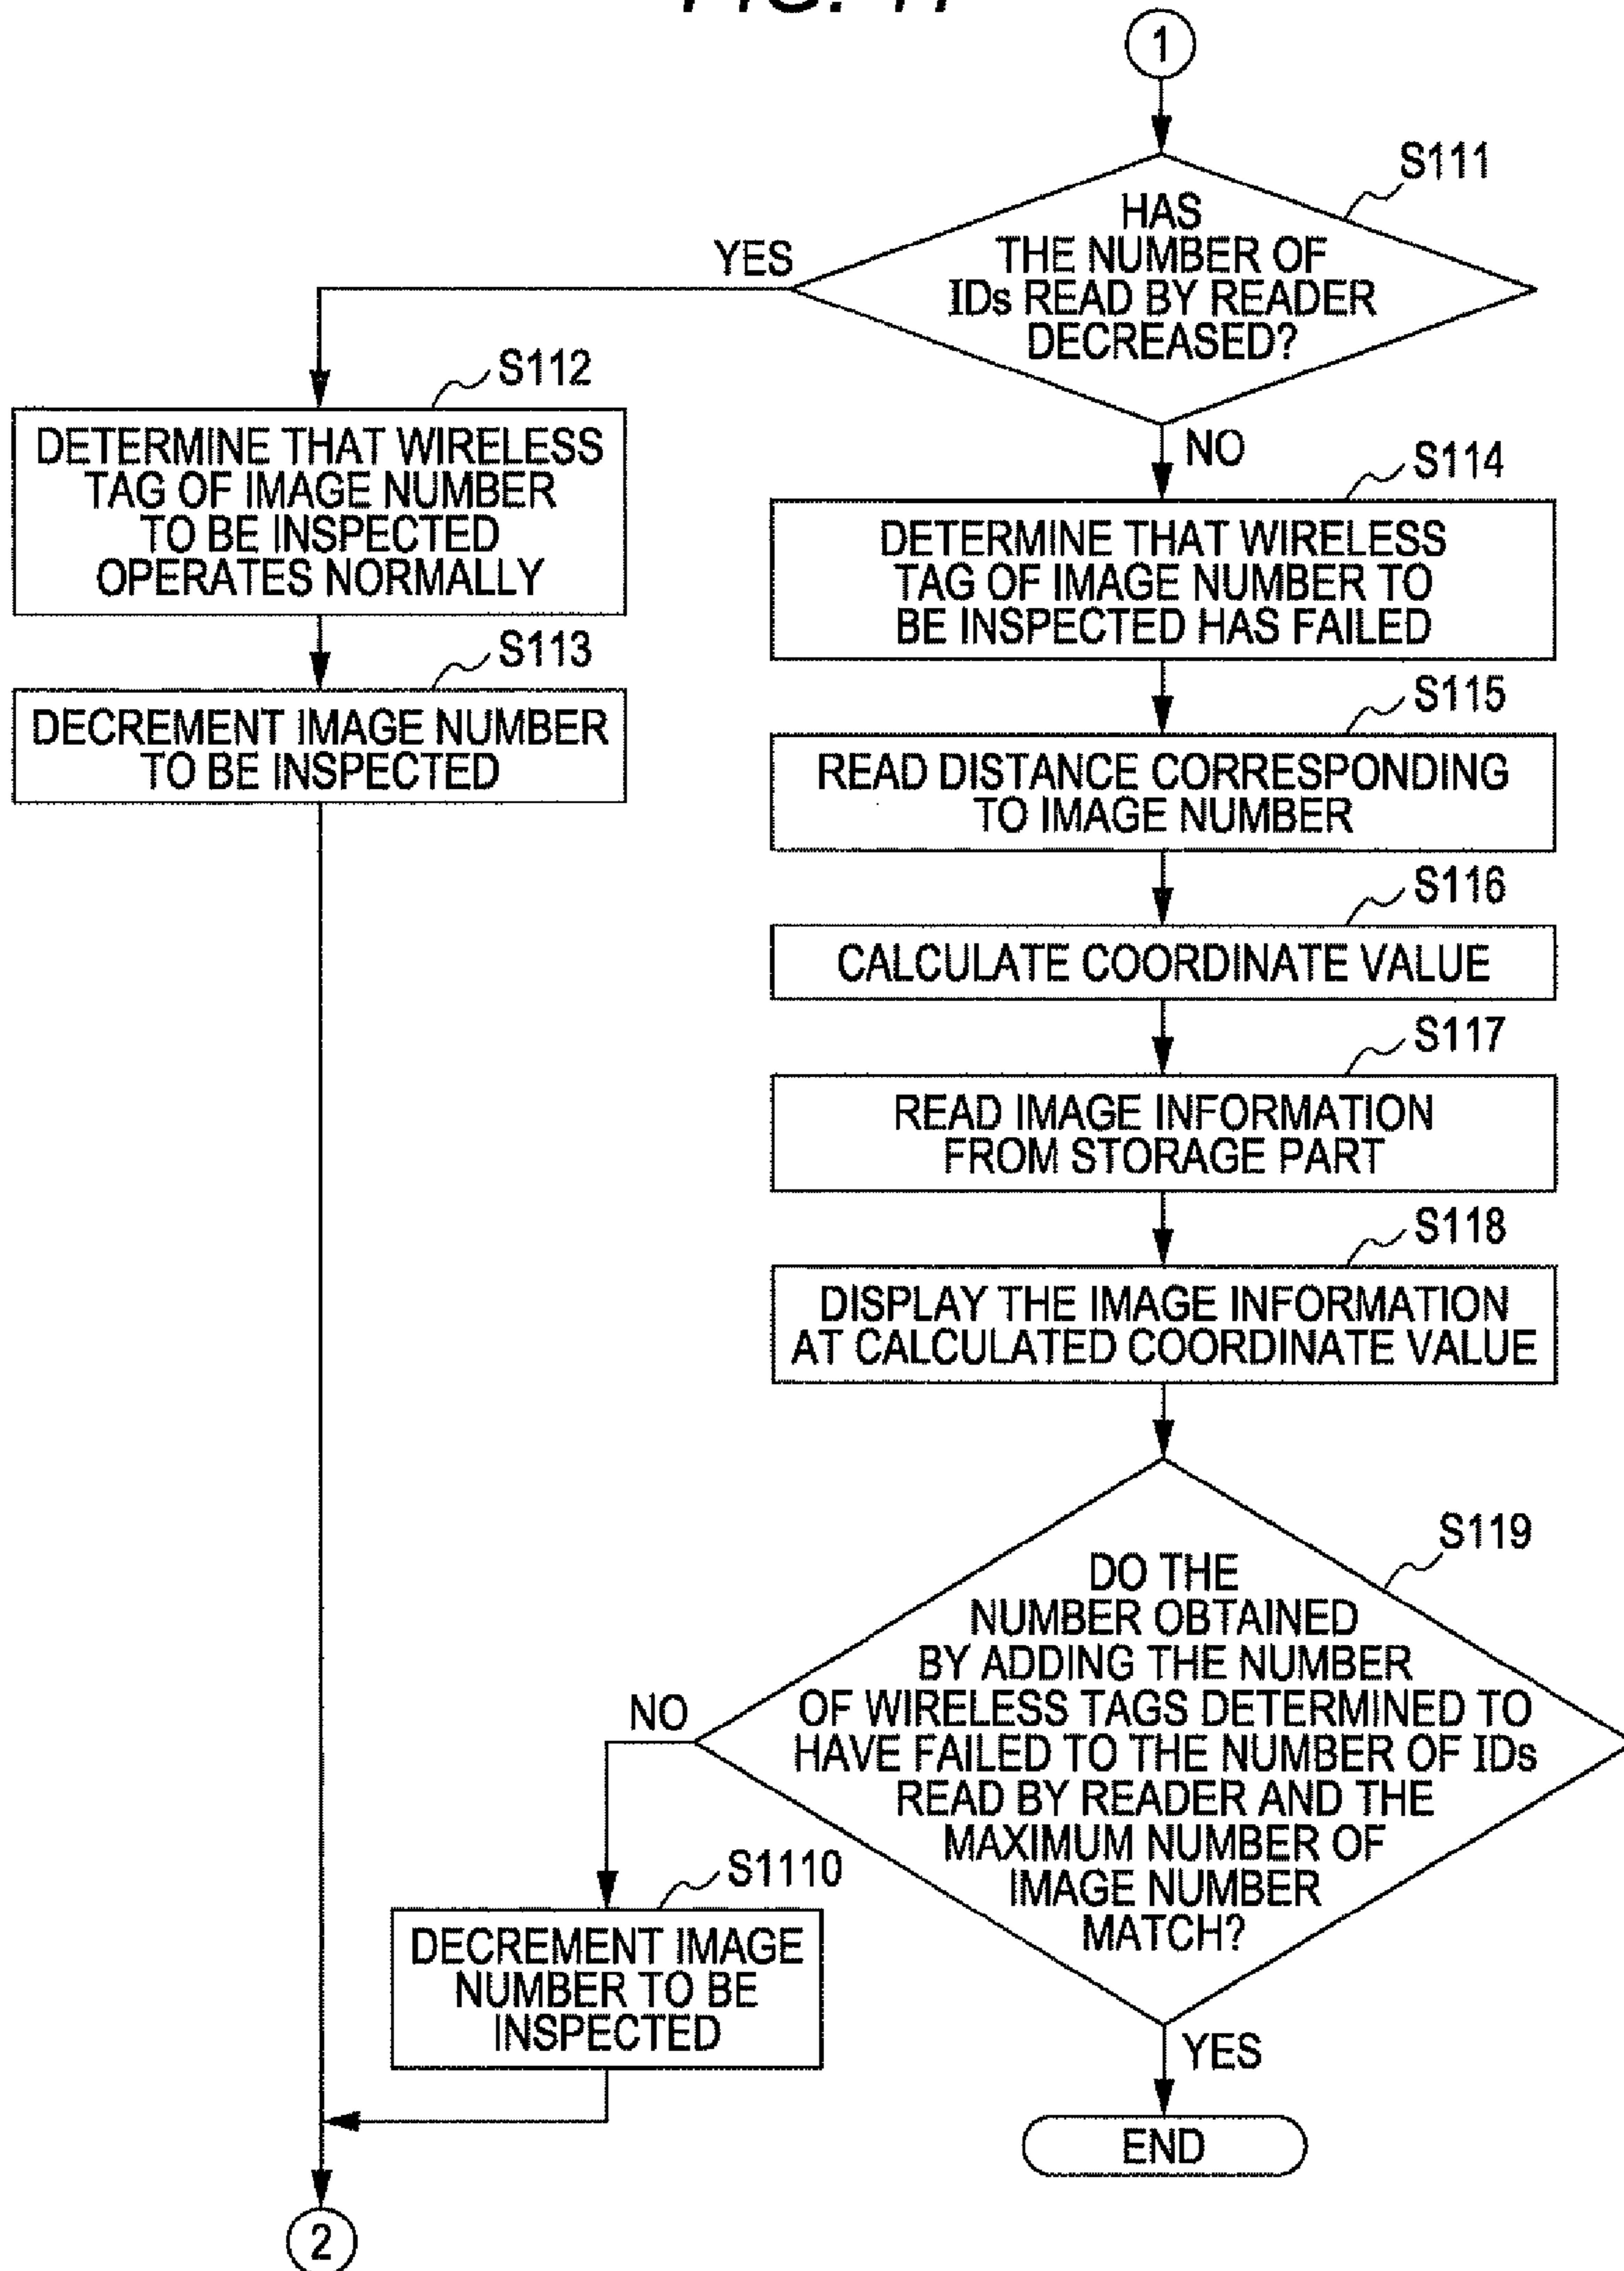 FIG. 11
1
S111
HAS
THE NUMBER OF
IDs READ BY READER
DECREASED?
YES
NO
S112
DETERMINE THAT WIRELESS
TAG OF IMAGE NUMBER
TO BE INSPECTED
OPERATES NORMALLY
S113
DECREMENT IMAGE NUMBER
TO BE INSPECTED
S114
DETERMINE THAT WIRELESS
TAG OF IMAGE NUMBER TO
BE INSPECTED HAS FAILED
S115
READ DISTANCE CORRESPONDING
TO IMAGE NUMBER
S116
CALCULATE COORDINATE VALUE
S117
READ IMAGE INFORMATION
FROM STORAGE PART
S118
DISPLAY THE IMAGE INFORMATION
AT CALCULATED COORDINATE VALUE
S119
DO THE
NUMBER OBTAINED
BY ADDING THE NUMBER
OF WIRELESS TAGS DETERMINED TO
HAVE FAILED TO THE NUMBER OF IDs
READ BY READER AND THE
MAXIMUM NUMBER OF
IMAGE NUMBER
MATCH?
NO
S1110
DECREMENT IMAGE
NUMBER TO BE
INSPECTED
YES
END
2